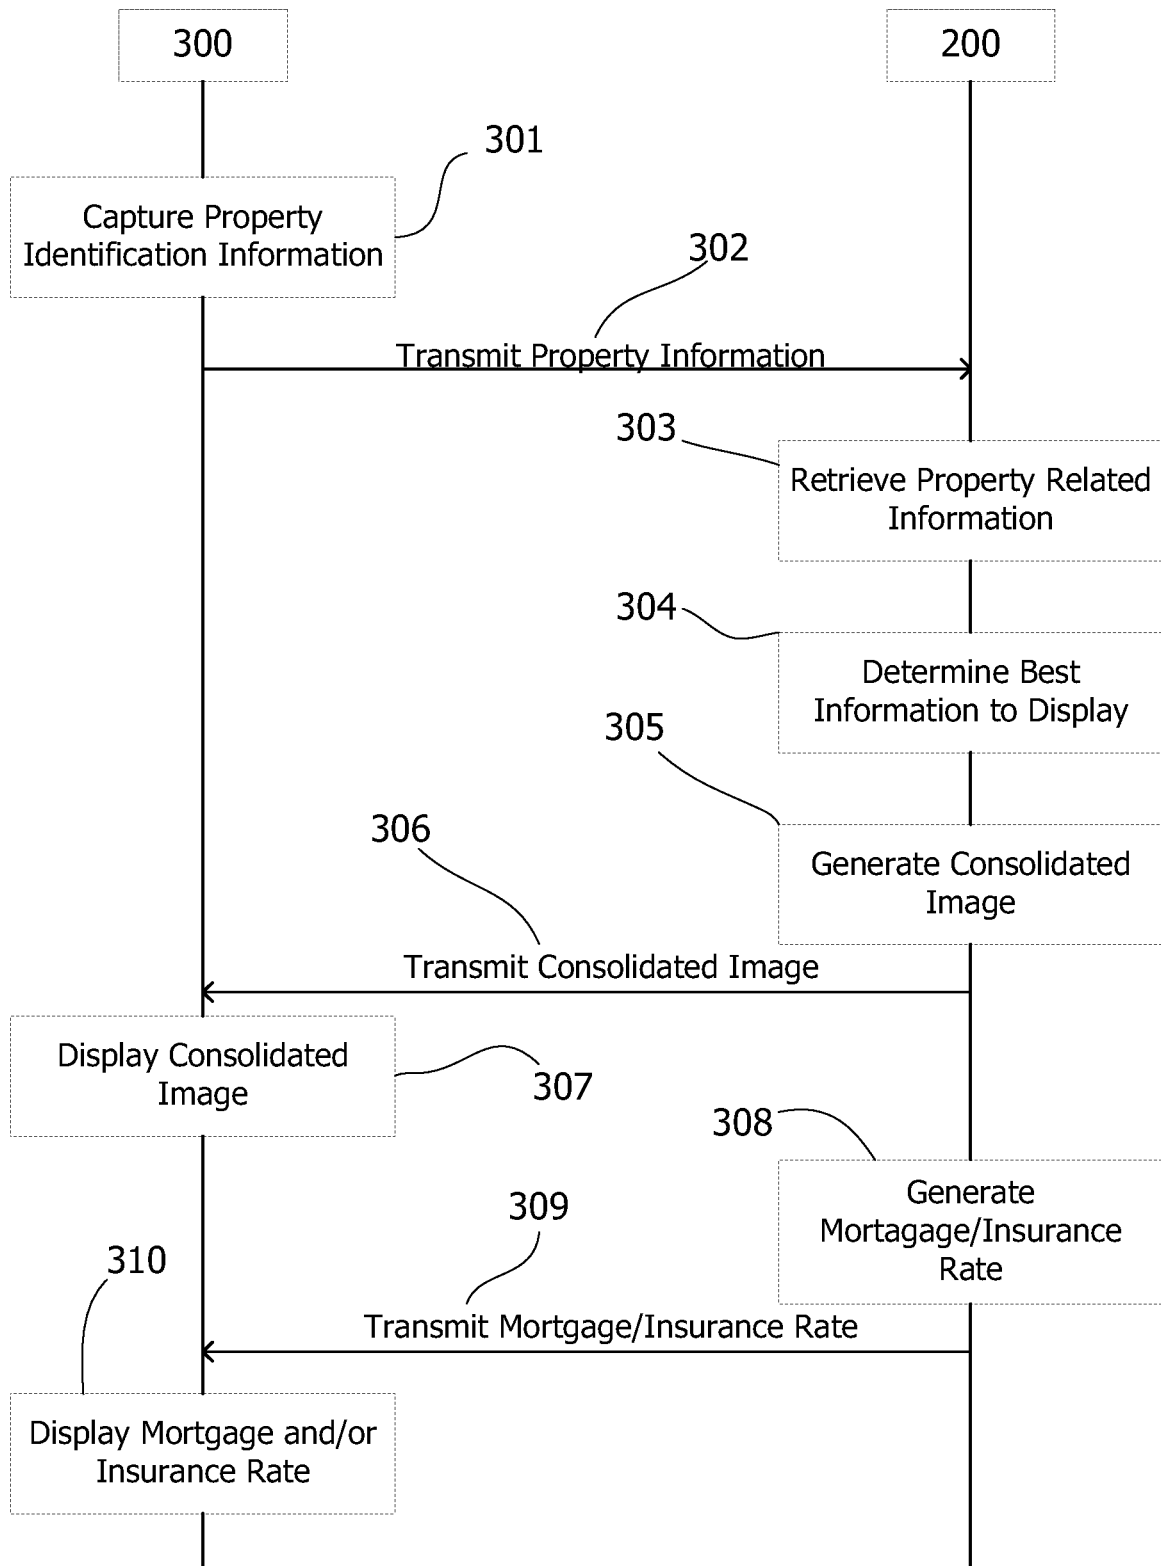 300
200
301
Capture Property
Identification Information
302
Transmit Property Information
303
Retrieve Property Related
Information
304
Determine Best
Information to Display
305
306
Generate Consolidated
Image
Transmit Consolidated Image
Display Consolidated
Image
307
308
Generate
Mortagage/Insurance
Rate
309
310
Transmit Mortgage/Insurance Rate
Display Mortgage and/or
Insurance Rate